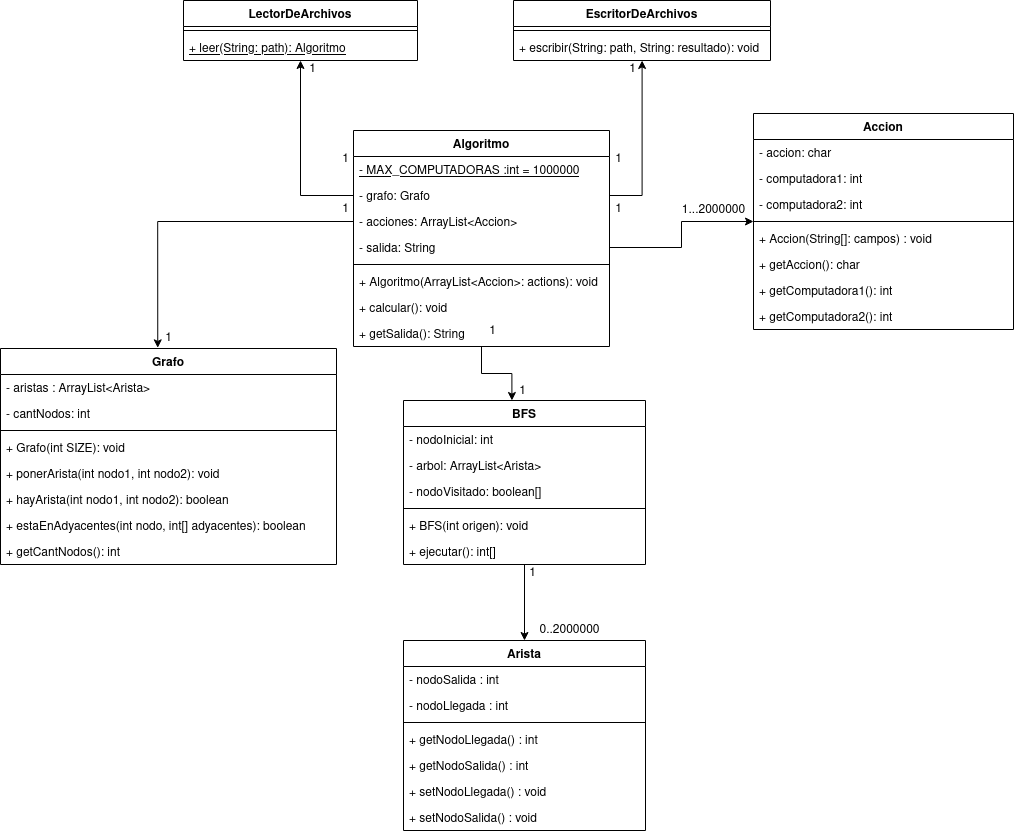 LectorDeArchivos
+ leer(String: path): Algoritmo
1
EscritorDeArchivos
+ escribir(String: path, String: resultado): void
1
Algoritmo
- MAX_COMPUTADORAS :int = 1000000
- grafo: Grafo
- acciones: ArrayList<Accion>
- salida: String
+ Algoritmo(ArrayList<Accion>: actions): void
+ calcular(): void
+ getSalida(): String
1
1
1
1
1
1...2000000
Accion
- accion: char
- computadora1: int
- computadora2: int
+ Accion(String[]: campos) : void
+ getAccion(): char
+ getComputadora1(): int
+ getComputadora2(): int
1
Grafo
- aristas : ArrayList<Arista>
- cantNodos: int
+ Grafo(int SIZE): void
+ ponerArista(int nodo1, int nodo2): void
+ hayArista(int nodo1, int nodo2): boolean
+ estaEnAdyacentes(int nodo, int[] adyacentes): boolean
+ getCantNodos(): int
1
BFS
- nodoInicial: int
- arbol: ArrayList<Arista>
- nodoVisitado: boolean[]
+ BFS(int origen): void
+ ejecutar(): int[]
1
0..2000000
Arista
- nodoSalida : int
- nodoLlegada : int
+ getNodoLlegada() : int
+ getNodoSalida() : int
+ setNodoLlegada() : void
+ setNodoSalida() : void